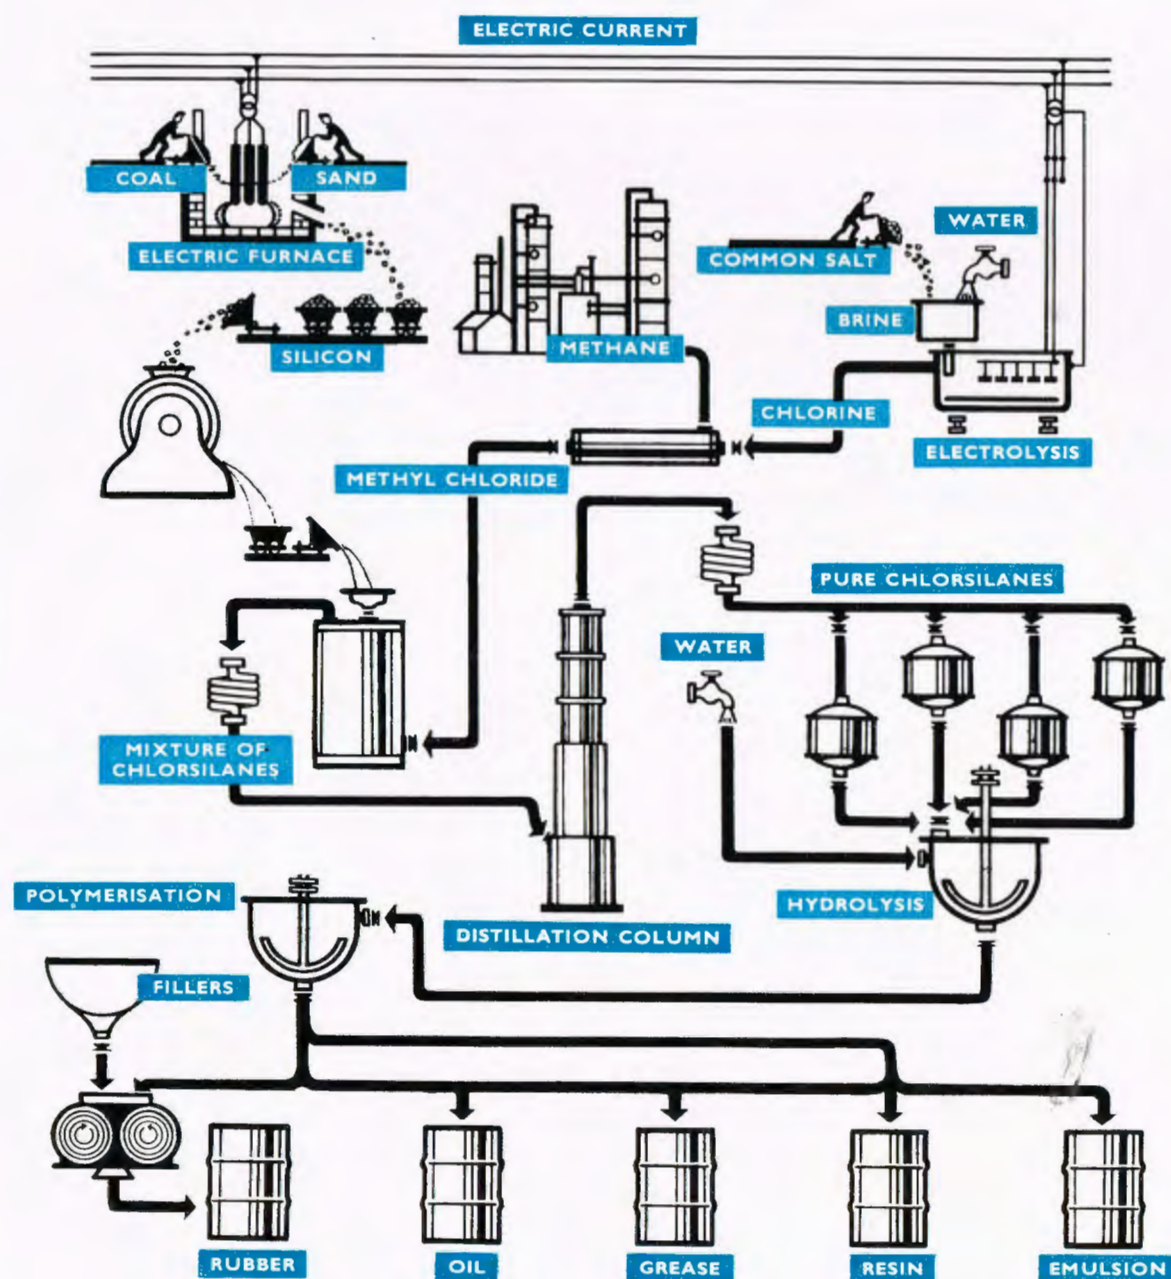 ELECTRIC CURRENT
COAL
SAND
ELECTRIC FURNACE
WATER
COMMON SALT
BRINE
SILICON
METHANE
CHLORINE
ELECTROLYSIS
METHYL CHLORIDE
PURE CHLORSILANES
WATER
MIXTURE OF
CHLORSILANES
POLYMERISATION
HYDROLYSIS
DISTILLATION COLUMN
FILLERS
RUBBER
OIL
GREASE
RESIN
EMULSION